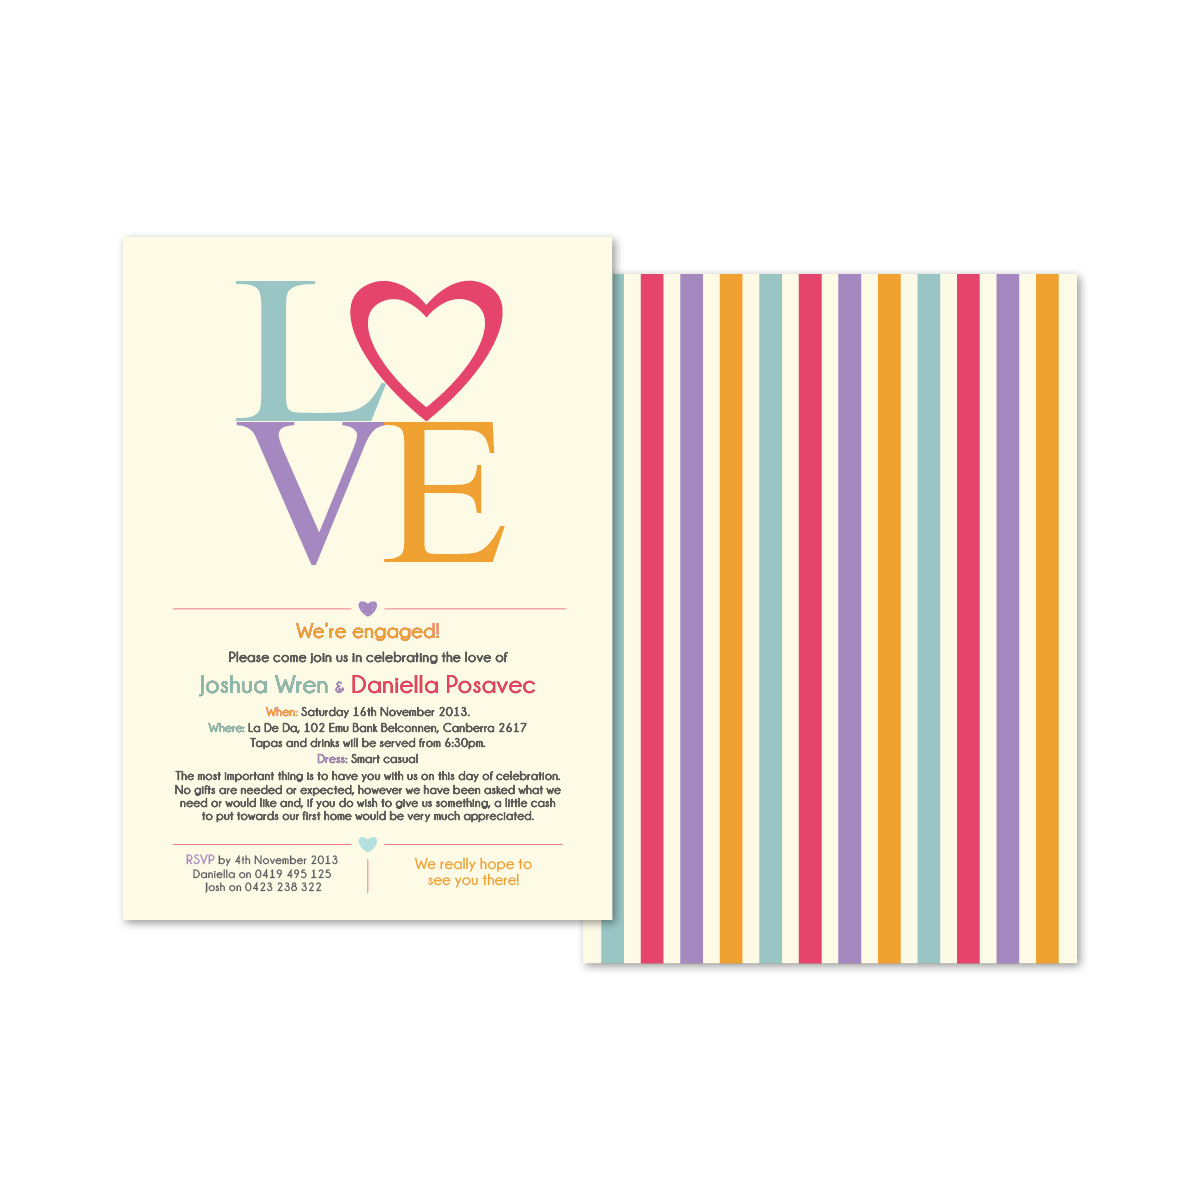 L
VE
We're engaged!
Please come join us in celebrating the love of
Joshua Wren & Daniella Posavec
When: Saturday 16th November 2013.
Where: La De Da, 102 Emu Bank Belconnen, Canberra 2617
Tapas and drinks will be served from 6:30pm.
Dress: Smart casual
The most important thing is to have you with us on this day of celebration.
No gifts are needed or expected, however we have been asked what we
need or would like and, if you do wish to give us something, a little cash
to put towards our first home would be very much appreciated.
RSVP by 4th November 2013
Daniella on 0419 495 125
Josh on 0423 238 322
We really hope to
see you there!